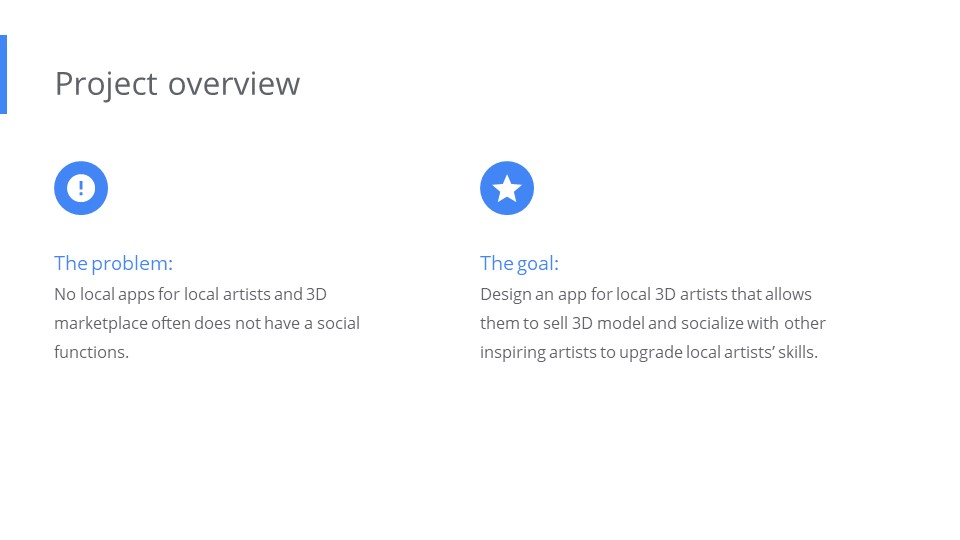 Project overview
The problem:
No local apps for local artists and 3D
marketplace often does not have a social
functions.
The goal:
Design an app for local 3D artists that allows
them to sell 3D model and socialize with other
inspiring artists to upgrade local artists’ skills.